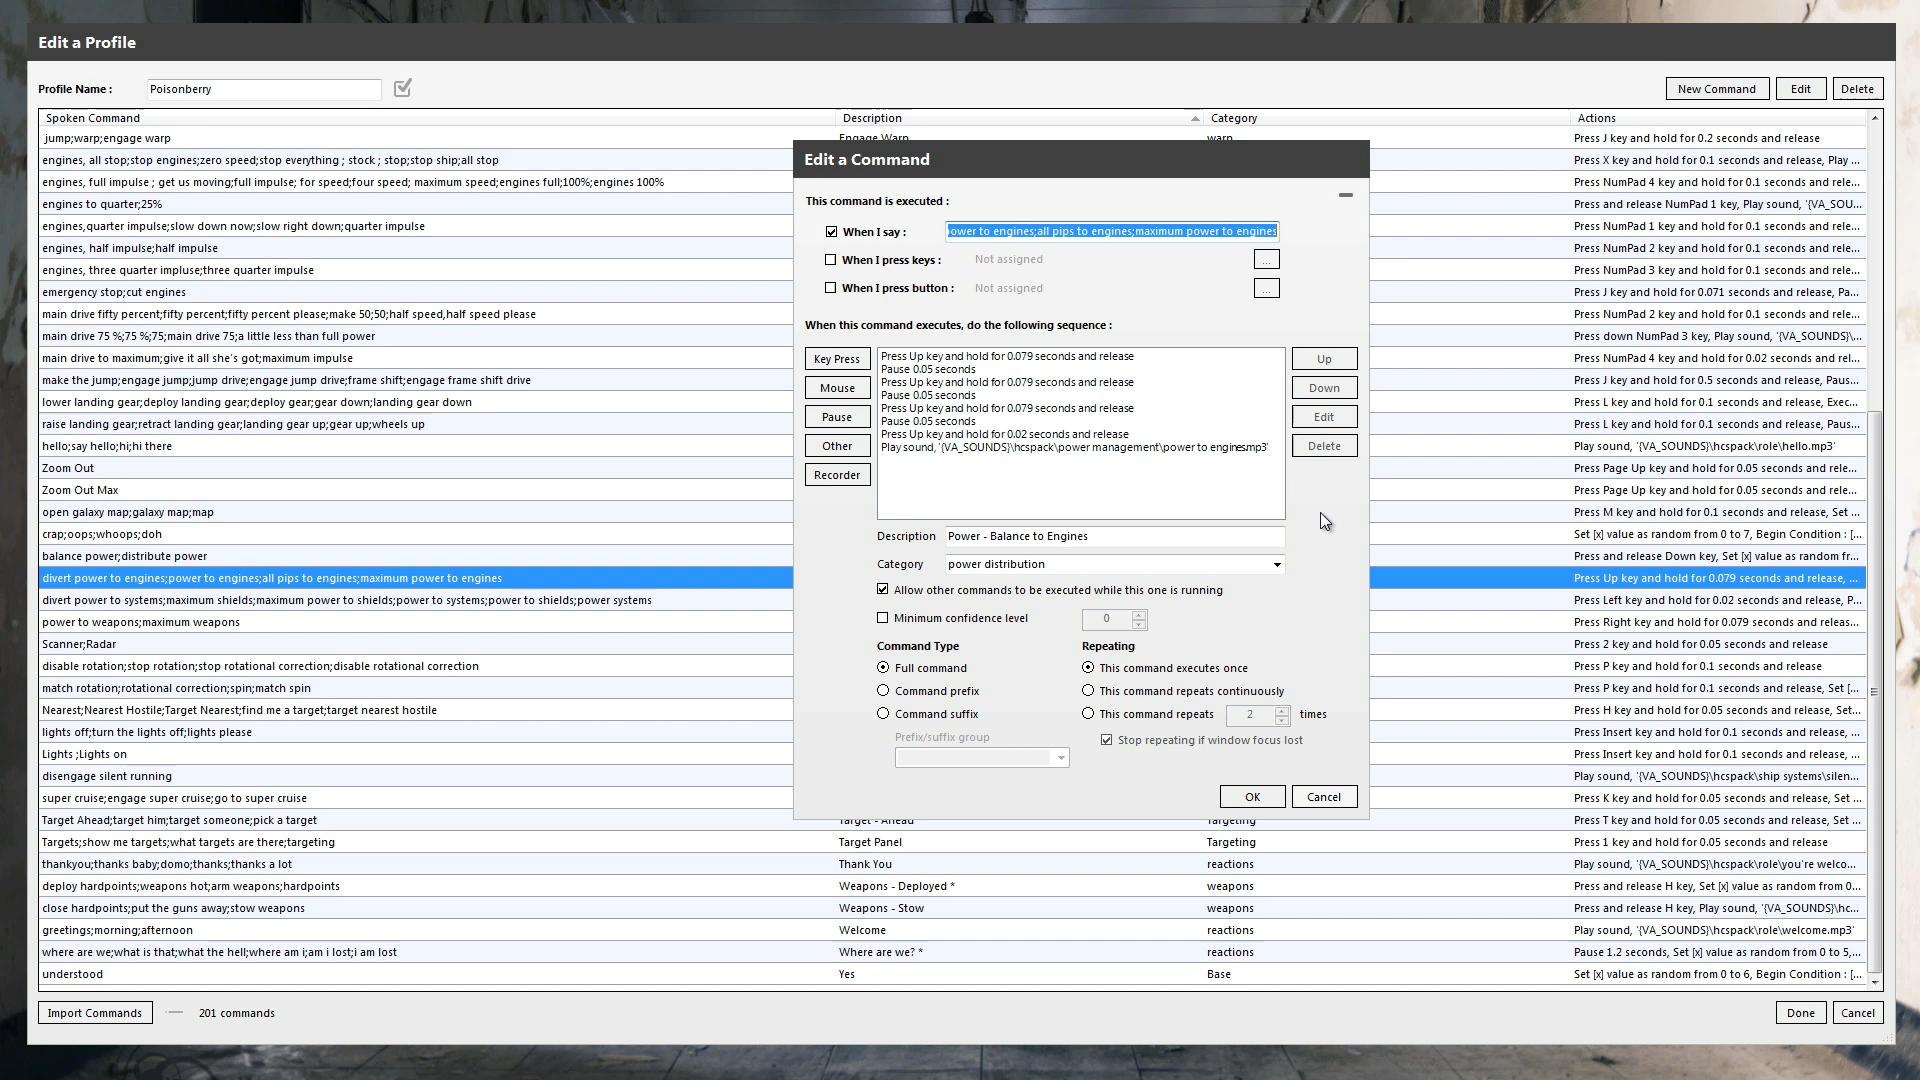 Edit a Profile
Profile Name :
Poisonberry
New Command
Edit
Delete
Spoken Command
Description
Category
Actions
jump;warp;engage warp
Engage Warp
warp
Press J key and hold for 0.2 seconds and release
engines, all stop;stop engines;zero speed;stop everything ; stock ; stop;stop ship;all stop
Press X key and hold for 0.1 seconds and release, Play ...
engines, full impulse ; get us moving;full impulse; for speed;four speed; maximum speed;engines full;100%;engines 100%
Press NumPad 4 key and hold for 0.1 seconds and rele...
engines to quarter;25%
Press and release NumPad 1 key, Play sound, '{VA_SOU...
engines,quarter impulse;slow down now;slow right down;quarter impulse
Press NumPad 1 key and hold for 0.1 seconds and rele...
engines, half impulse;half impulse
Press NumPad 2 key and hold for 0.1 seconds and rele...
engines, three quarter impluse;three quarter impulse
Press NumPad 3 key and hold for 0.1 seconds and rele...
emergency stop;cut engines
Press J key and hold for 0.071 seconds and release, Pa...
main drive fifty percent;fifty percent;fifty percent please;make 50;50;half speed,half speed please
Press NumPad 2 key and hold for 0.1 seconds and rele...
main drive 75 %;75 %;75;main drive 75;a little less than full power
Press down NumPad 3 key, Play sound, '{VA_SOUNDS}\...
main drive to maximum;give it all she's got;maximum impulse
Press NumPad 4 key and hold for 0.02 seconds and rel...
make the jump;engage jump;jump drive;engage jump drive;frame shift;engage frame shift drive
Press J key and hold for 0.5 seconds and release, Paus...
lower landing gear;deploy landing gear;deploy gear;gear down;landing gear down
Press L key and hold for 0.1 seconds and release, Exec...
raise landing gear;retract landing gear;landing gear up;gear up;wheels up
Press L key and hold for 0.1 seconds and release, Paus...
hello;say hello;hi;hi there
Play sound, '{VA_SOUNDS}\hcspack\role\hello.mp3'
Zoom Out
Press Page Up key and hold for 0.05 seconds and rele...
Zoom Out Max
Press Page Up key and hold for 0.05 seconds and rele...
open galaxy map;galaxy map;map
Press M key and hold for 0.1 seconds and release, Set ...
crap;oops;whoops;doh
Set [x] value as random from 0 to 7, Begin Condition : [...
balance power;distribute power
Press and release Down key, Set [x] value as random fr...
divert power to engines;power to engines;all pips to engines;maximum power to engines
Press Up key and hold for 0.079 seconds and release, ...
divert power to systems;maximum shields;maximum power to shields;power to systems;power to shields;power systems
Press Left key and hold for 0.02 seconds and release, P...
power to weapons;maximum weapons
Press Right key and hold for 0.079 seconds and releas...
Scanner;Radar
Press 2 key and hold for 0.05 seconds and release
disable rotation;stop rotation;stop rotational correction;disable rotational correction
Press P key and hold for 0.1 seconds and release
match rotation;rotational correction;spin;match spin
Press P key and hold for 0.1 seconds and release, Set [...
Nearest;Nearest Hostile;Target Nearest;find me a target;target nearest hostile
Press H key and hold for 0.05 seconds and release, Set...
lights off;turn the lights off;lights please
Press Insert key and hold for 0.1 seconds and release, ...
Lights ;Lights on
Press Insert key and hold for 0.1 seconds and release, ...
disengage silent running
Play sound, '{VA_SOUNDS}\hcspack\ship systems\silen...
super cruise;engage super cruise;go to super cruise
Press K key and hold for 0.05 seconds and release, Set ...
Target Ahead;target him;target someone;pick a target
Target - Ahead
Targeting
Press T key and hold for 0.05 seconds and release, Set ...
Targets;show me targets;what targets are there;targeting
Target Panel
Targeting
Press 1 key and hold for 0.05 seconds and release
thankyou;thanks baby;domo;thanks;thanks a lot
Thank You
reactions
Play sound, '{VA_SOUNDS}\hcspack\role\you're welco...
deploy hardpoints;weapons hot;arm weapons;hardpoints
Weapons - Deployed *
weapons
Press and release H key, Set [x] value as random from 0...
close hardpoints;put the guns away;stow weapons
Weapons - Stow
weapons
Press and release H key, Play sound, '{VA_SOUNDS}\hc...
greetings;morning;afternoon
Welcome
reactions
Play sound, '{VA_SOUNDS}\hcspack\role\welcome.mp3'
where are we;what is that;what the hell;where am i;am i lost;i am lost
Where are we? *
reactions
Pause 1.2 seconds, Set [x] value as random from 0 to 5,...
understood
Yes
Base
Set [x] value as random from 0 to 6, Begin Condition : [...
Import Commands
201 commands
Done
Cancel
Edit a Command
This command is executed :
When I say :
ower to engines;all pips to engines;maximum power to engines
When I press keys :
Not assigned
...
When I press button :
Not assigned
...
When this command executes, do the following sequence :
Key Press
Mouse
Pause
Other
Recorder
Press Up key and hold for 0.079 seconds and release
Pause 0.05 seconds
Press Up key and hold for 0.079 seconds and release
Pause 0.05 seconds
Press Up key and hold for 0.079 seconds and release
Pause 0.05 seconds
Press Up key and hold for 0.02 seconds and release
Play sound, '{VA_SOUNDS}\hcspack\power management\power to engines.mp3'
Up
Down
Edit
Delete
Description
Power - Balance to Engines
Category
power distribution
Allow other commands to be executed while this one is running
Minimum confidence level
0
Command Type
Full command
Command prefix
Command suffix
Prefix/suffix group
Repeating
This command executes once
This command repeats continuously
This command repeats
2
times
Stop repeating if window focus lost
OK
Cancel